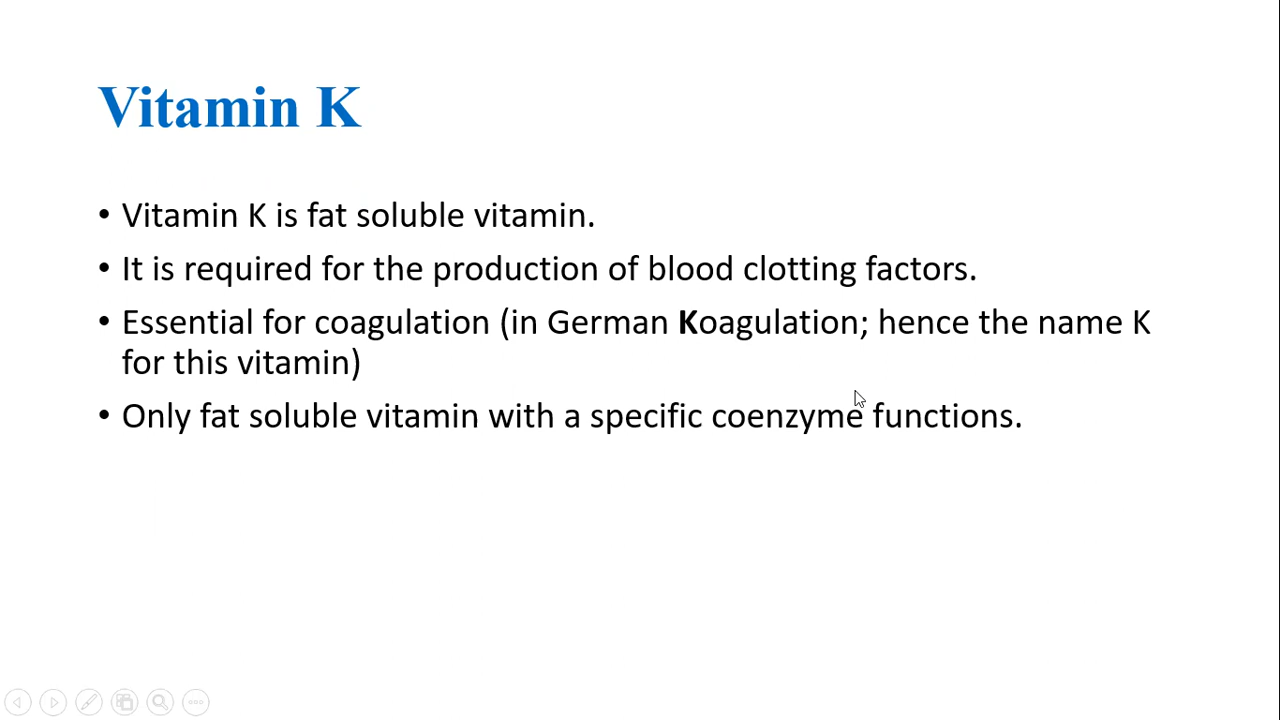 Vitamin K
• Vitamin K is fat soluble vitamin.
• It is required for the production of blood clotting factors.
• Essential for coagulation (in German Koagulation; hence the name K
for this vitamin)
• Only fat soluble vitamin with a specific coenzyme functions.